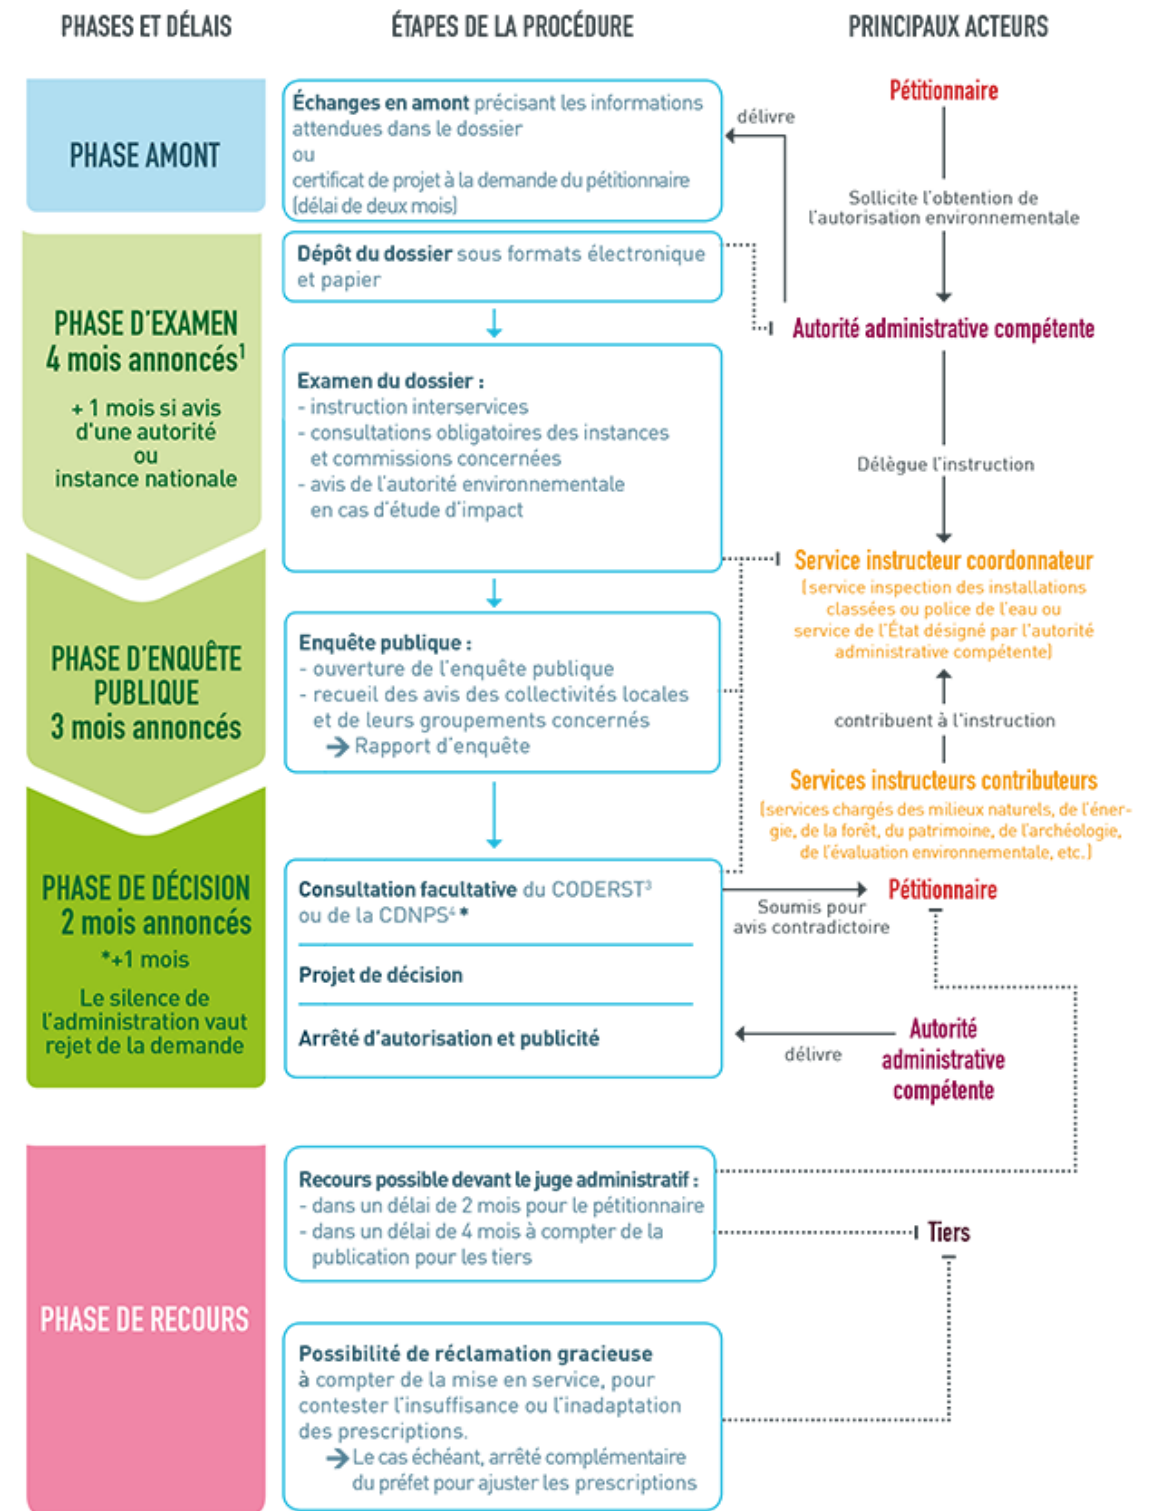 PHASES ET DÉLAIS
ÉTAPES DE LA PROCÉDURE
PRINCIPAUX ACTEURS
PHASE AMONT
Échanges en amont précisant les informations
attendues dans le dossier
ou
certificat de projet à la demande du pétitionnaire
(délai de deux mois)
délivre
Pétitionnaire
Sollicite l'obtention de
l'autorisation environnementale
PHASE D'EXAMEN
4 mois annoncés¹
+ 1 mois si avis
d'une autorité
ou
instance nationale
Dépôt du dossier sous formats électronique
et papier
Autorité administrative compétente
Examen du dossier :
- instruction interservices
- consultations obligatoires des instances
et commissions concernées
- avis de l'autorité environnementale
en cas d'étude d'impact
Délègue l'instruction
Service instructeur coordonnateur
(service inspection des installations
classées ou police de l'eau ou
service de l'État désigné par l'autorité
administrative compétente)
PHASE D'ENQUÊTE
PUBLIQUE
3 mois annoncés
Enquête publique :
- ouverture de l'enquête publique
- recueil des avis des collectivités locales
et de leurs groupements concernés
→ Rapport d'enquête
contribuent à l'instruction
Services instructeurs contributeurs
(services chargés des milieux naturels, de l'éner-
gie, de la forêt, du patrimoine, de l'archéologie,
de l'évaluation environnementale, etc.)
PHASE DE DÉCISION
2 mois annoncés
*+1 mois
Le silence de
l'administration vaut
rejet de la demande
Consultation facultative du CODERST³
ou de la CDNPS⁴ *
Projet de décision
Arrêté d'autorisation et publicité
Soumis pour
avis contradictoire
Pétitionnaire
délivre
Autorité
administrative
compétente
PHASE DE RECOURS
Recours possible devant le juge administratif :
- dans un délai de 2 mois pour le pétitionnaire
- dans un délai de 4 mois à compter de la
publication pour les tiers
Tiers
Possibilité de réclamation gracieuse
à compter de la mise en service, pour
contester l'insuffisance ou l'inadaptation
des prescriptions.
→ Le cas échéant, arrêté complémentaire
du préfet pour ajuster les prescriptions